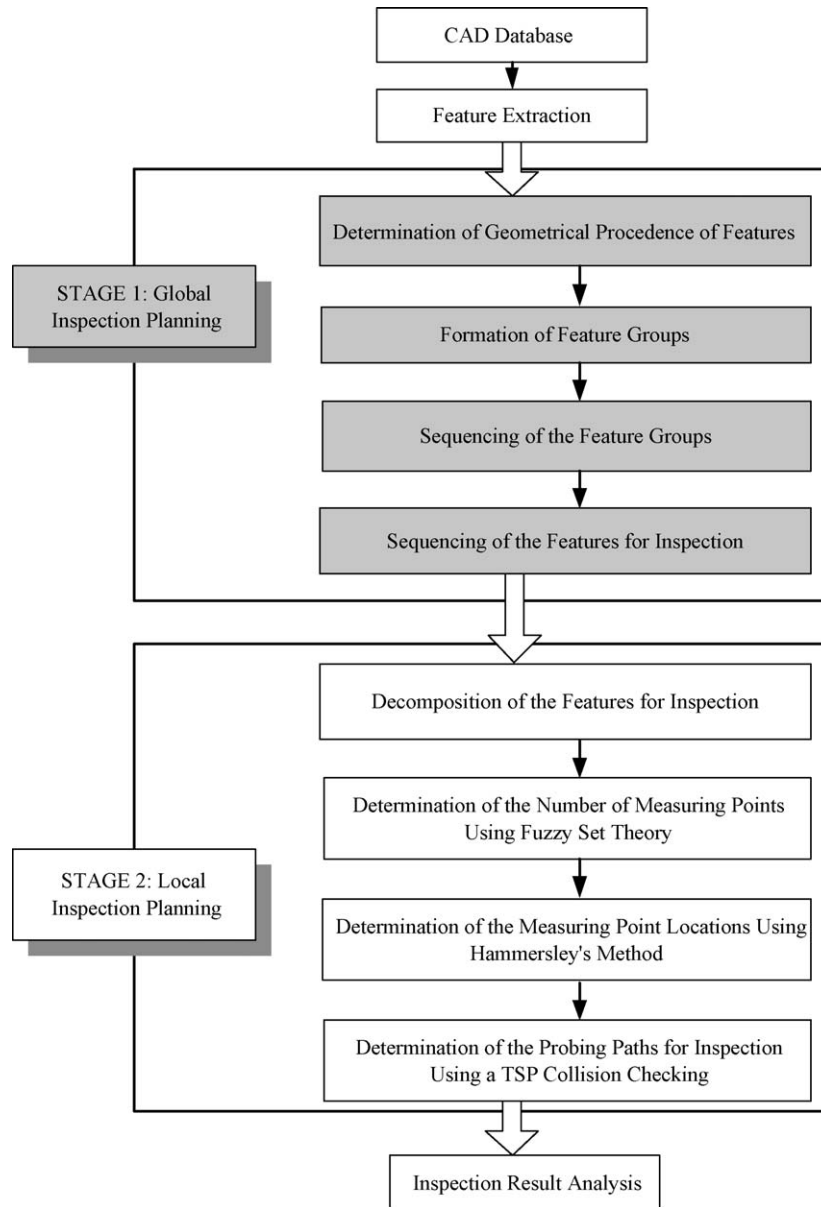 CAD Database
Feature Extraction
Determination of Geometrical Procedence of Features
STAGE 1: Global
Inspection Planning
Formation of Feature Groups
Sequencing of the Feature Groups
Sequencing of the Features for Inspection
Decomposition of the Features for Inspection
Determination of the Number of Measuring Points
Using Fuzzy Set Theory
STAGE 2: Local
Inspection Planning
Determination of the Measuring Point Locations Using
Hammersley's Method
Determination of the Probing Paths for Inspection
Using a TSP Collision Checking
Inspection Result Analysis